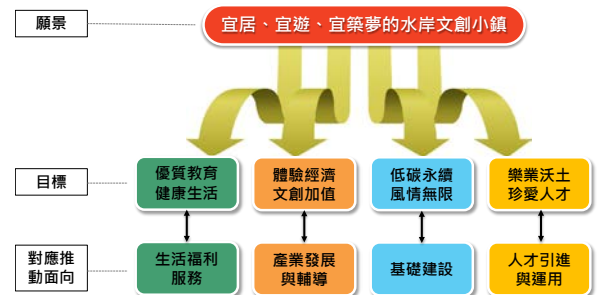 願景
宜居、宜遊、宜築夢的水岸文創小鎮
目標
優質教育
健康生活
體驗經濟
文創加值
低碳永續
風情無限
樂業沃土
珍愛人才
對應推
動面向
生活福利
服務
產業發展
與輔導
基礎建設
人才引進
與運用